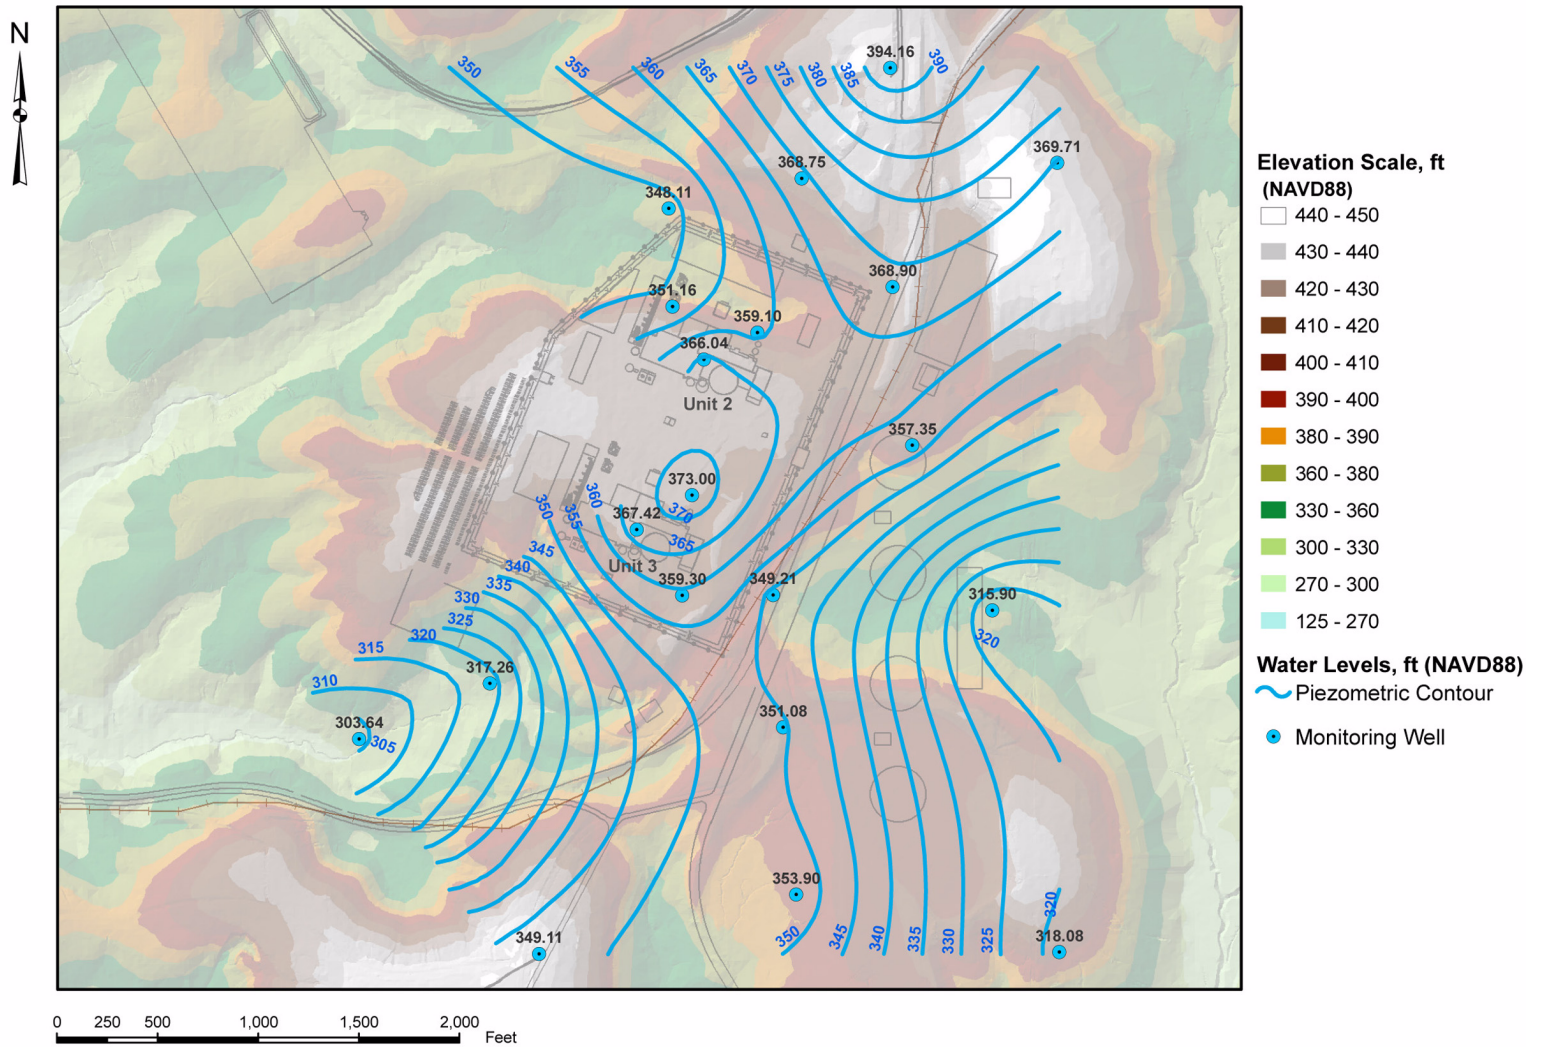 N
350
355
360
365
370
375
380
385
394.16
390
368.75
369.71
348.11
368.90
351.16
359.10
366.04
Unit 2
357.35
373.00
370
350
355
360
367.42
365
345
Unit 3
340
359.30
349.21
335
330
315.90
325
320
320
315
317.26
310
303.64
305
351.08
353.90
349.11
350
345
340
335
330
325
320
318.08
Elevation Scale, ft
(NAVD88)
440 - 450
430 - 440
420 - 430
410 - 420
400 - 410
390 - 400
380 - 390
360 - 380
330 - 360
300 - 330
270 - 300
125 - 270
Water Levels, ft (NAVD88)
Piezometric Contour
Monitoring Well
0 250 500 1,000 1,500 2,000
Feet